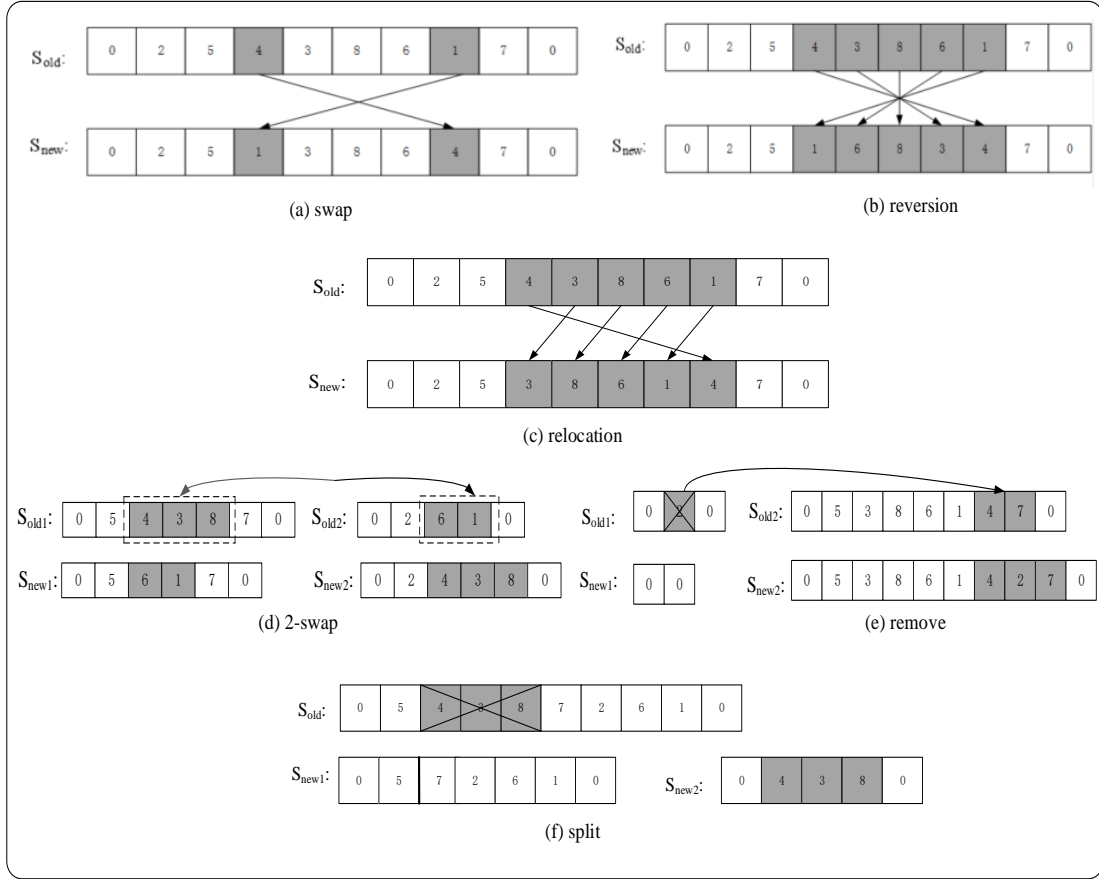 S_old: 0 2 5 4 3 8 6 1 7 0
S_new: 0 2 5 1 3 8 6 4 7 0
(a) swap
S_old: 0 2 5 4 3 8 6 1 7 0
S_new: 0 2 5 1 6 8 3 4 7 0
(b) reversion
S_old: 0 2 5 4 3 8 6 1 7 0
S_new: 0 2 5 3 8 6 1 4 7 0
(c) relocation
S_old1: 0 5 4 3 8 7 0
S_old2: 0 2 6 1 0
S_new1: 0 5 6 1 7 0
S_new2: 0 2 4 3 8 0
(d) 2-swap
S_old1: 0 2 0
S_old2: 0 5 3 8 6 1 4 7 0
S_new1: 0 0
S_new2: 0 5 3 8 6 1 4 2 7 0
(e) remove
S_old: 0 5 4 3 8 7 2 6 1 0
S_new1: 0 5 7 2 6 1 0
S_new2: 0 4 3 8 0
(f) split